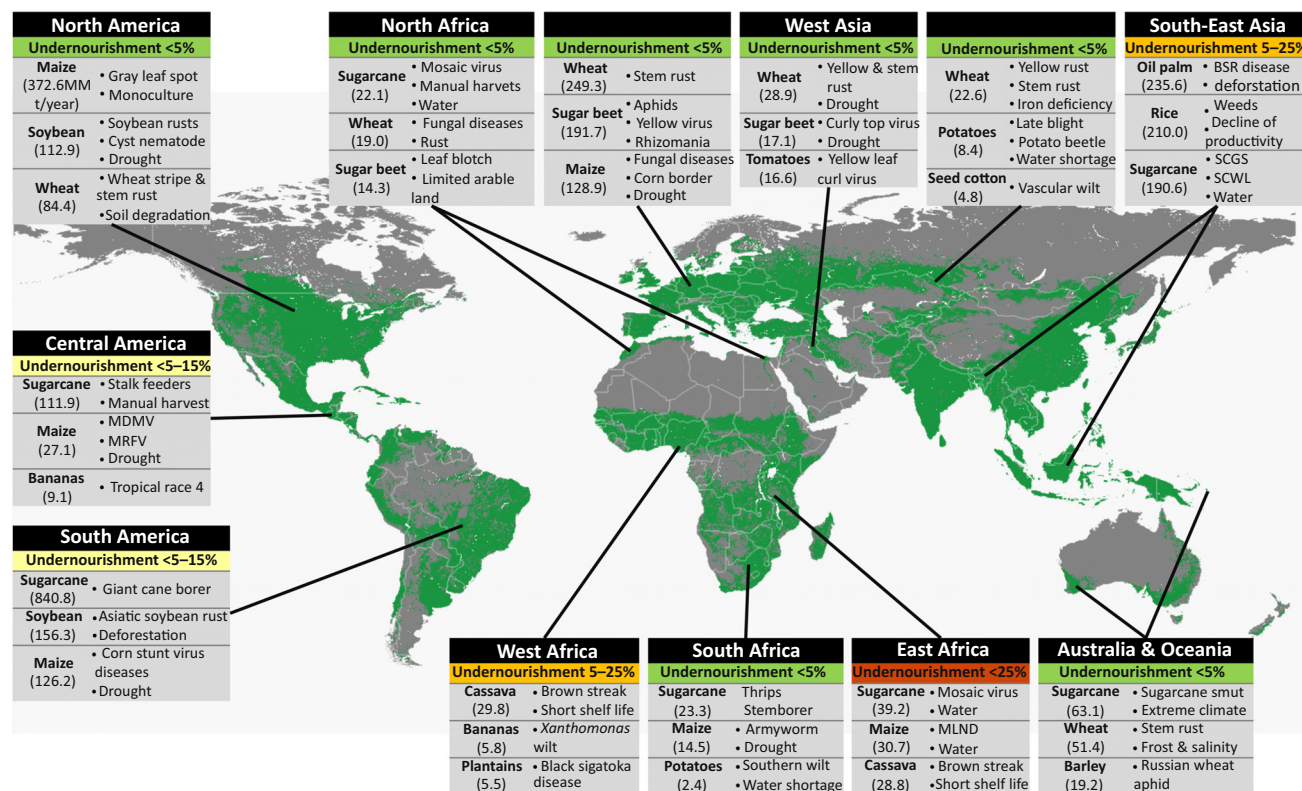 North America
Undernourishment <5%
Maize
(372.6MM
t/year)
• Gray leaf spot
• Monoculture
Soybean
(112.9)
• Soybean rusts
• Cyst nematode
• Drought
Wheat
(84.4)
• Wheat stripe &
stem rust
•Soil degradation
North Africa
Undernourishment <5%
Sugarcane
(22.1)
• Mosaic virus
• Manual harvets
• Water
Wheat
(19.0)
• Fungal diseases
• Rust
Sugar beet
(14.3)
• Leaf blotch
• Limited arable
land
Undernourishment <5%
Wheat
(249.3)
• Stem rust
Sugar beet
(191.7)
• Aphids
• Yellow virus
• Rhizomania
Maize
(128.9)
• Fungal diseases
• Corn border
• Drought
West Asia
Undernourishment <5%
Wheat
(28.9)
• Yellow & stem
rust
• Drought
Sugar beet
(17.1)
• Curly top virus
• Drought
Tomatoes
(16.6)
• Yellow leaf
curl virus
Undernourishment <5%
Wheat
(22.6)
• Yellow rust
• Stem rust
• Iron deficiency
Potatoes
(8.4)
• Late blight
• Potato beetle
• Water shortage
Seed cotton
(4.8)
• Vascular wilt
South-East Asia
Undernourishment 5–25%
Oil palm
(235.6)
• BSR disease
• deforstation
Rice
(210.0)
• Weeds
• Decline of
productivity
Sugarcane
(190.6)
• SCGS
• SCWL
• Water
Central America
Undernourishment <5–15%
Sugarcane
(111.9)
• Stalk feeders
• Manual harvest
Maize
(27.1)
• MDMV
• MRFV
• Drought
Bananas
(9.1)
• Tropical race 4
South America
Undernourishment <5–15%
Sugarcane
(840.8)
• Giant cane borer
Soybean
(156.3)
•Asiatic soybean rust
•Deforestation
Maize
(126.2)
• Corn stunt virus
diseases
• Drought
West Africa
Undernourishment 5–25%
Cassava
(29.8)
• Brown streak
• Short shelf life
Bananas
(5.8)
• Xanthomonas
wilt
Plantains
(5.5)
• Black sigatoka
disease
South Africa
Undernourishment <5%
Sugarcane
(23.3)
Thrips
Stemborer
Maize
(14.5)
• Armyworm
• Drought
Potatoes
(2.4)
• Southern wilt
• Water shortage
East Africa
Undernourishment <25%
Sugarcane
(39.2)
• Mosaic virus
• Water
Maize
(30.7)
• MLND
• Water
Cassava
(28.8)
• Brown streak
•Short shelf life
Australia & Oceania
Undernourishment <5%
Sugarcane
(63.1)
• Sugarcane smut
• Extreme climate
Wheat
(51.4)
• Stem rust
• Frost & salinity
Barley
(19.2)
• Russian wheat
aphid